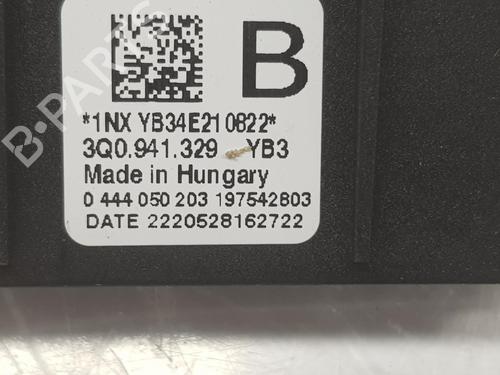 B
*1NX YB34E210822*
3Q0.941.329 YB3
Made in Hungary
0 444 050 203 197542803
DATE 2220528162722
B-PARTS